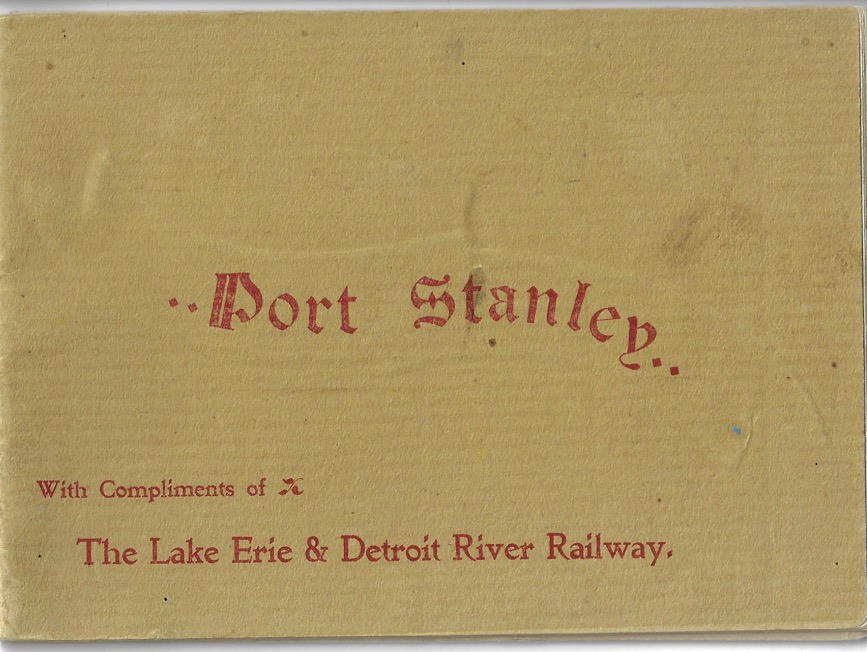 ..Port Stanley..
With Compliments of
The Lake Erie & Detroit River Railway.